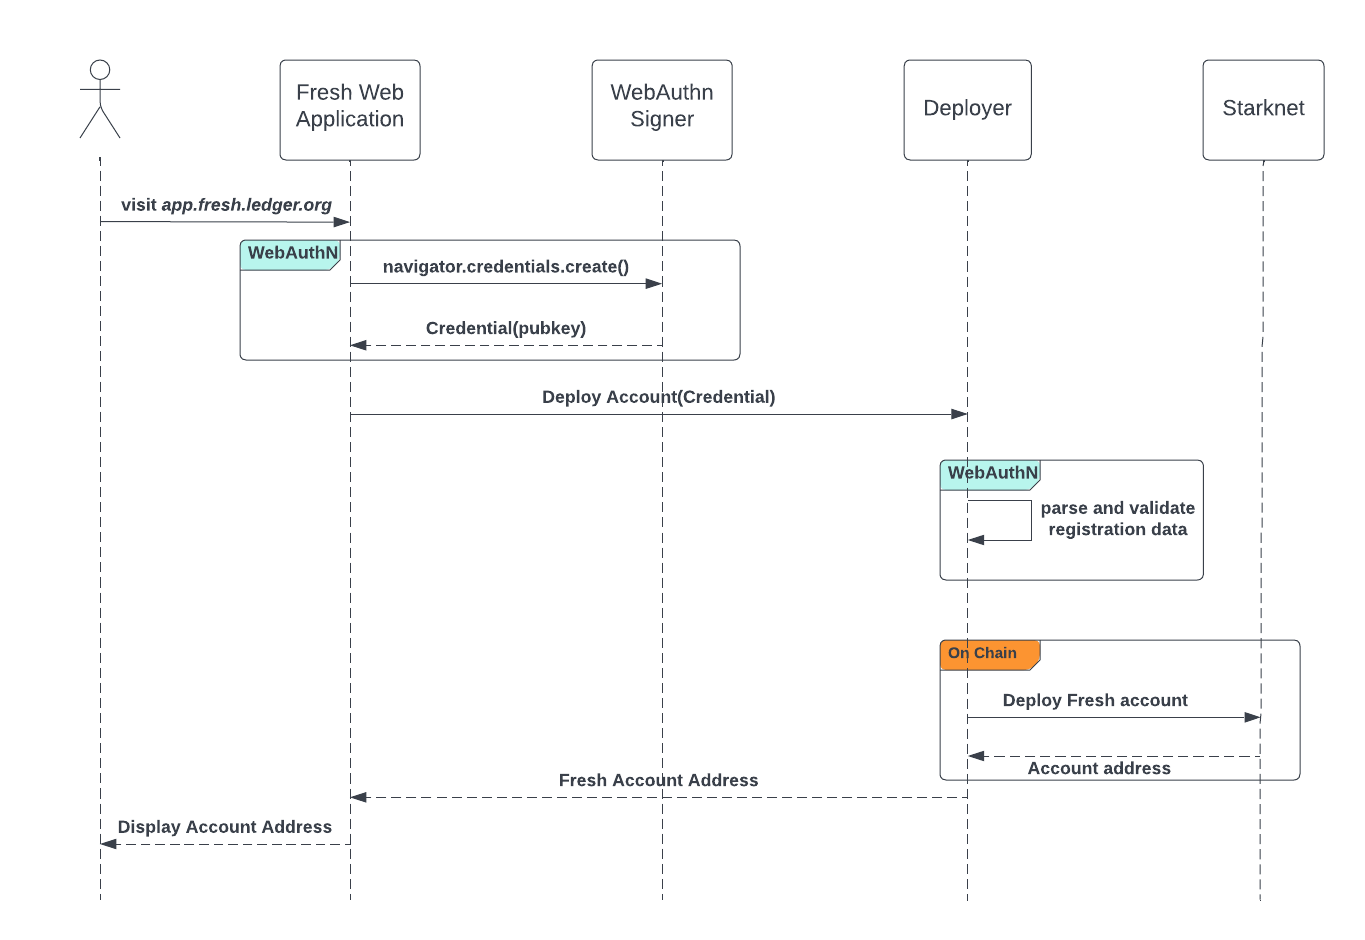 Fresh Web
Application
WebAuthn
Signer
Deployer
Starknet
visit app.fresh.ledger.org
WebAuthN
navigator.credentials.create()
Credential(pubkey)
Deploy Account(Credential)
WebAuthN
parse and validate
registration data
On Chain
Deploy Fresh account
Account address
Fresh Account Address
Display Account Address